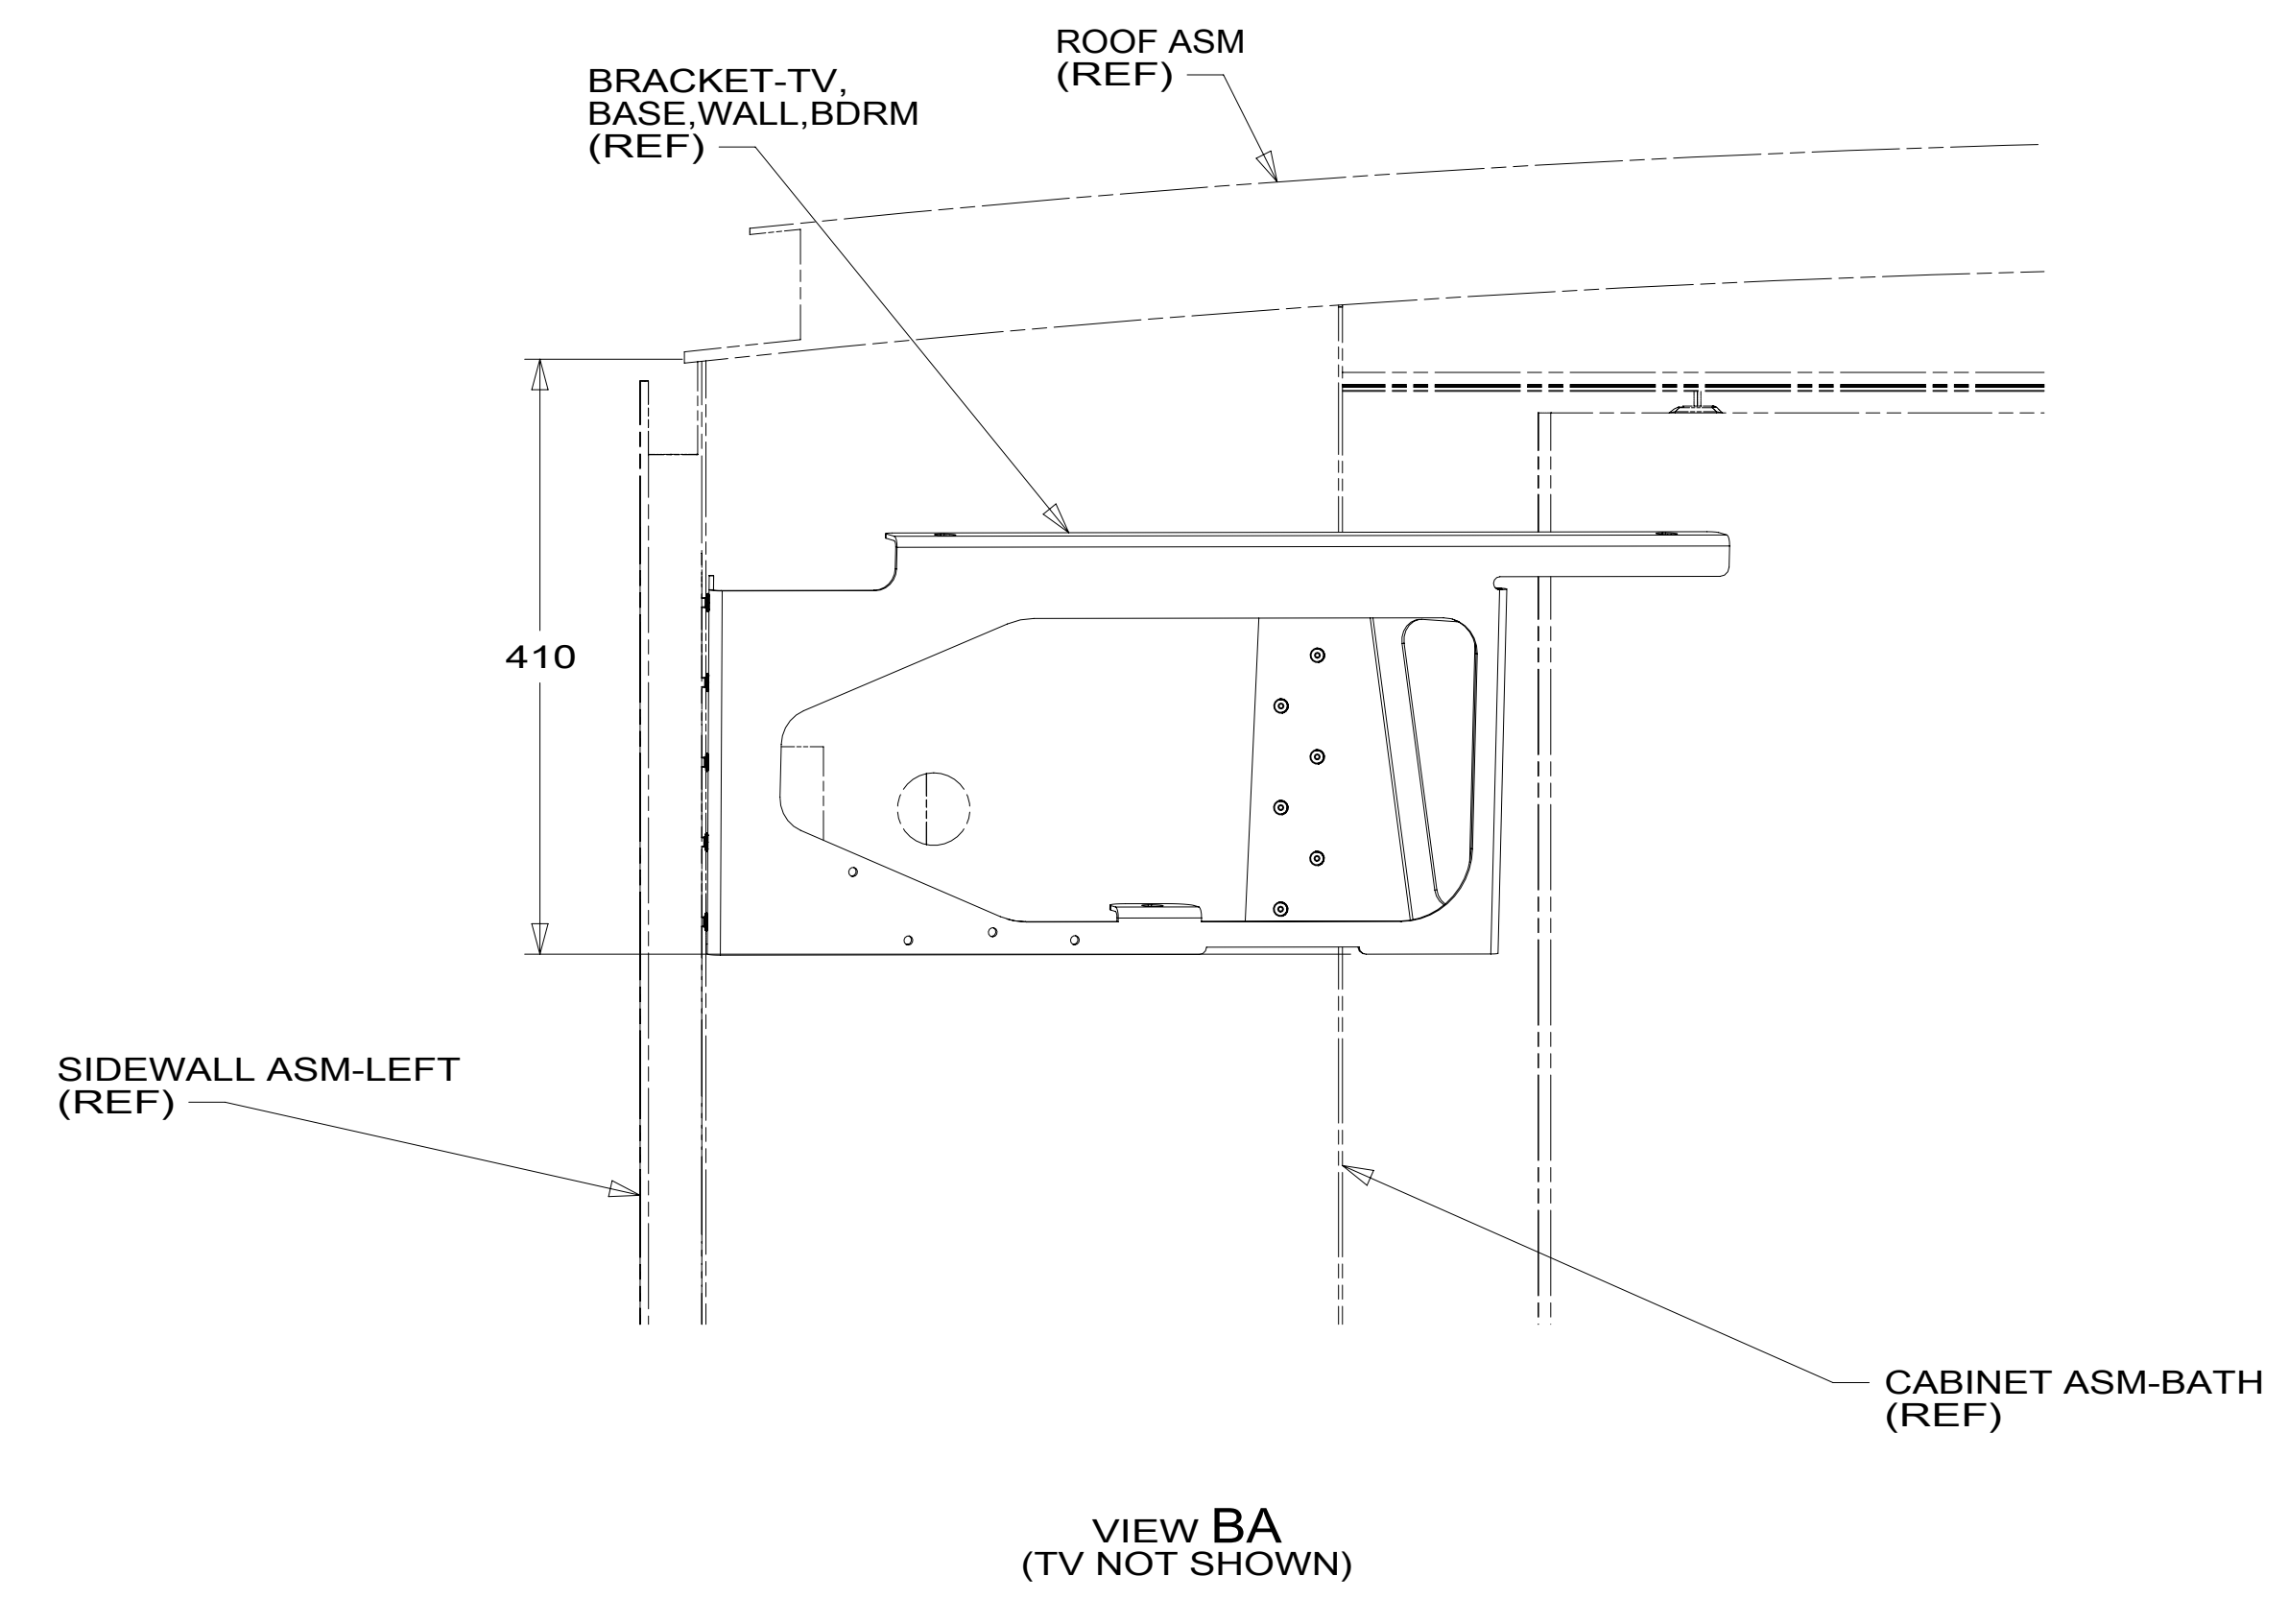 ROOF ASM
(REF)
BRACKET-TV,
BASE,WALL,BDRM
(REF)
410
SIDEWALL ASM-LEFT
(REF)
CABINET ASM-BATH
(REF)
VIEW BA
(TV NOT SHOWN)